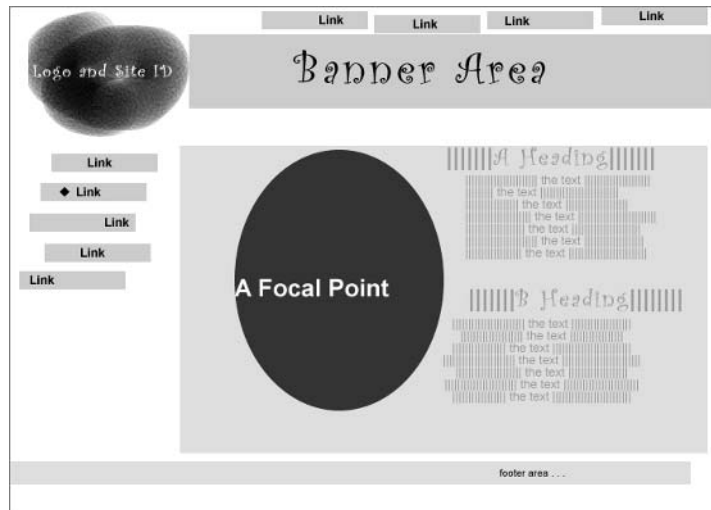 Link Link Link Link
Logo and Site ID
Banner Area
Link
◆ Link
Link
Link
Link
A Focal Point
A Heading
the text
the text
the text
the text
the text
the text
the text
B Heading
the text
the text
the text
the text
the text
the text
the text
footer area . . .